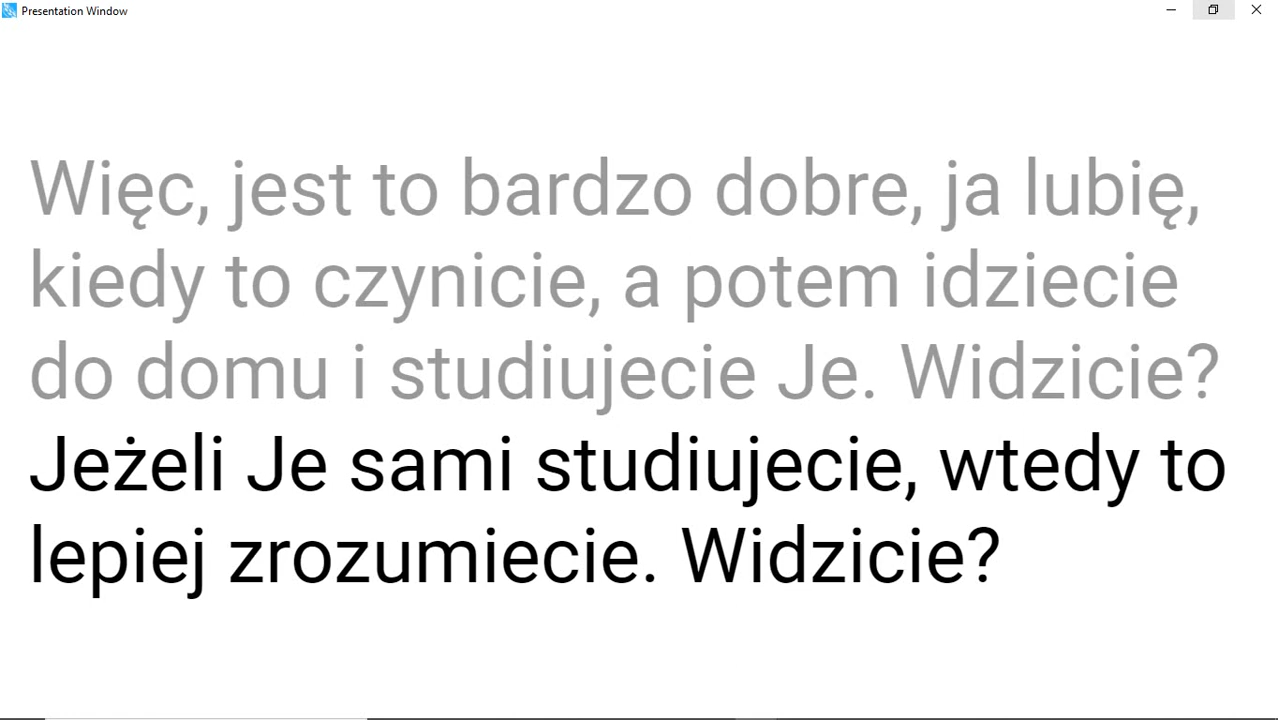 Presentation Window
Więc, jest to bardzo dobre, ja lubię,
kiedy to czynicie, a potem idziecie
do domu i studiujecie Je. Widzicie?
Jeżeli Je sami studiujecie, wtedy to
lepiej zrozumiecie. Widzicie?